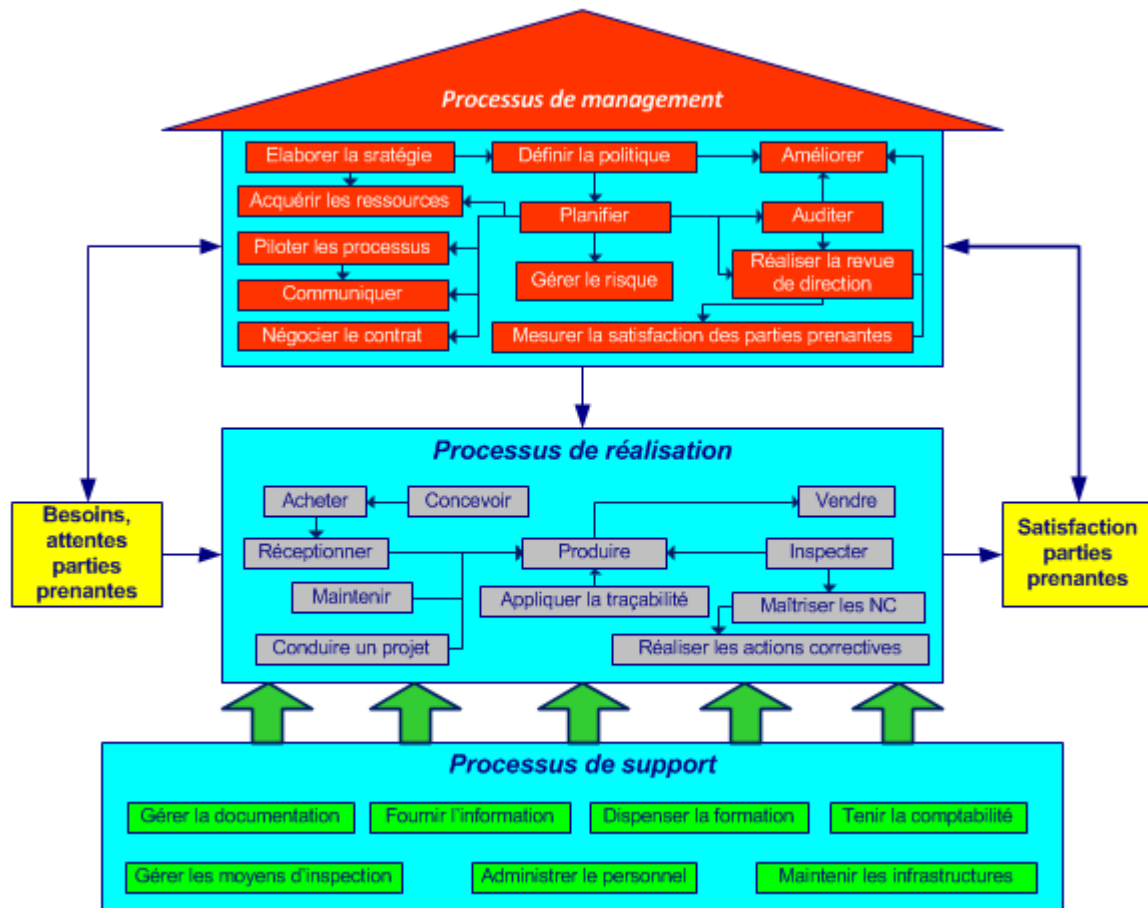 Processus de management
Elaborer la sratégie
Définir la politique
Améliorer
Acquérir les ressources
Planifier
Auditer
Piloter les processus
Gérer le risque
Réaliser la revue
de direction
Communiquer
Négocier le contrat
Mesurer la satisfaction des parties prenantes
Processus de réalisation
Acheter
Concevoir
Vendre
Besoins,
attentes
parties
prenantes
Réceptionner
Produire
Inspecter
Satisfaction
parties
prenantes
Maintenir
Appliquer la traçabilité
Maîtriser les NC
Conduire un projet
Réaliser les actions correctives
Processus de support
Gérer la documentation
Fournir l'information
Dispenser la formation
Tenir la comptabilité
Gérer les moyens d'inspection
Administrer le personnel
Maintenir les infrastructures